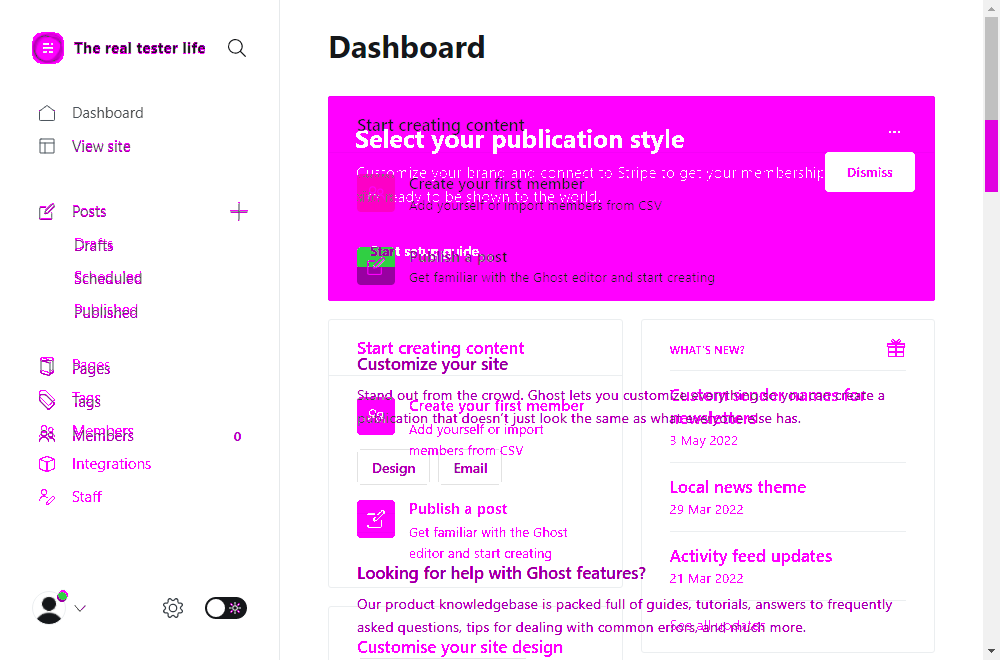 The real tester life
Dashboard
View site
Posts
Drafts
Scheduled
Published
Pages
Tags
Members
0
Integrations
Staff
Dashboard
Start creating content
Select your publication style
Customize your brand and connect to Stripe to get your membership
ready to be shown to the world.
Dismiss
Create your first member
Add yourself or import members from CSV
Start setup guide
Publish a post
Get familiar with the Ghost editor and start creating
Start creating content
Customize your site
Stand out from the crowd. Ghost lets you customize everything so you can create a
publication that doesn't just look the same as what everyone else has.
Create your first member
Add yourself or import
members from CSV
Design
Email
Publish a post
Get familiar with the Ghost
editor and start creating
Looking for help with Ghost features?
Our product knowledgebase is packed full of guides, tutorials, answers to frequently
asked questions, tips for dealing with common errors, and much more.
Customise your site design
WHAT'S NEW?
Custom sender names for
newsletters
3 May 2022
Local news theme
29 Mar 2022
Activity feed updates
21 Mar 2022
See all updates